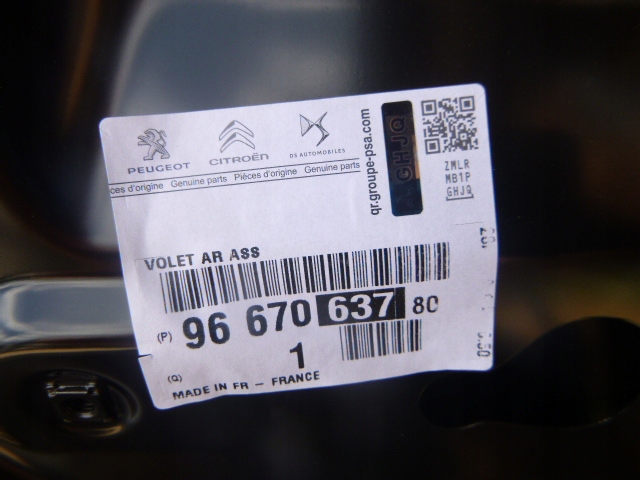 PEUGEOT CITROËN DS AUTOMOBILES
ces d'origine Genuine parts Pièces d'origine Genuine parts
qr.groupe-psa.com
GHJQ
ZMLR
MB1P
GHJQ
VOLET AR ASS
(P) 96 670 637 80
(Q) 1
MADE IN FR - FRANCE